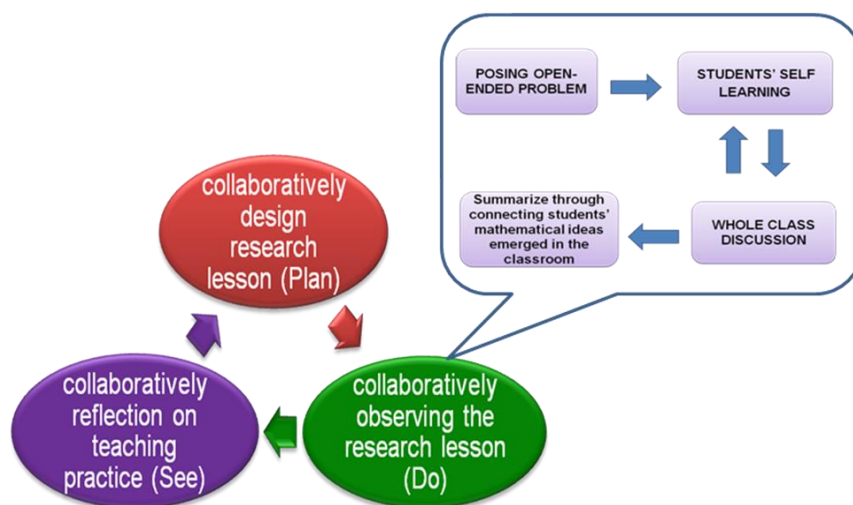 POSING OPEN-
ENDED PROBLEM
STUDENTS' SELF
LEARNING
Summarize through
connecting students'
mathematical ideas
emerged in the
classroom
WHOLE CLASS
DISCUSSION
collaboratively
design
research
lesson (Plan)
collaboratively
reflection on
teaching
practice (See)
collaboratively
observing the
research lesson
(Do)